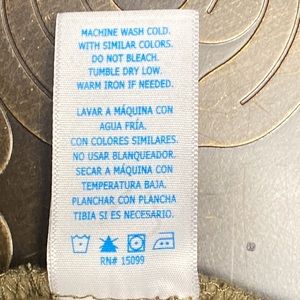 MACHINE WASH COLD.
WITH SIMILAR COLORS.
DO NOT BLEACH.
TUMBLE DRY LOW.
WARM IRON IF NEEDED.
LAVAR A MÁQUINA CON
AGUA FRÍA.
CON COLORES SIMILARES.
NO USAR BLANQUEADOR.
SECAR A MÁQUINA CON
TEMPERATURA BAJA.
PLANCHAR CON PLANCHA
TIBIA SI ES NECESARIO.
RN# 15099